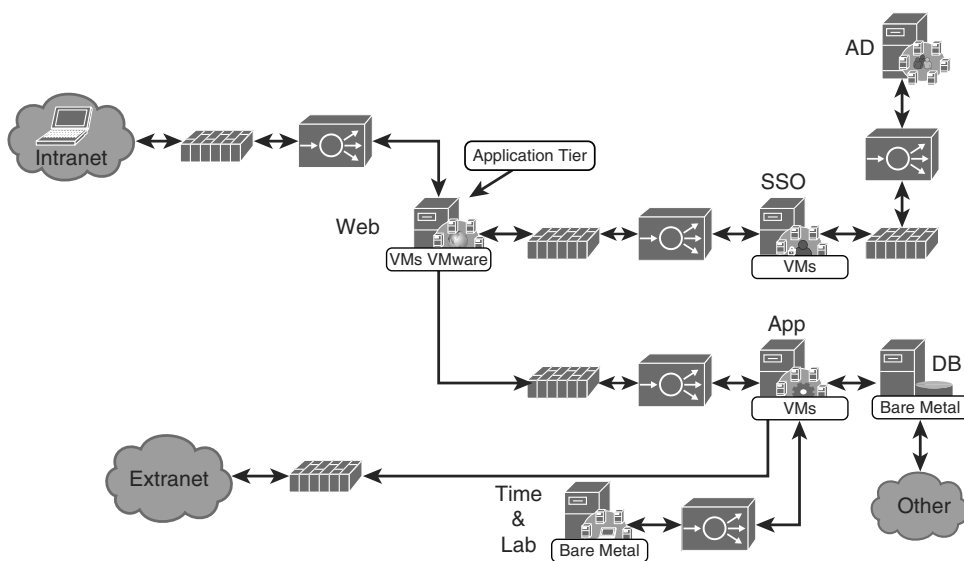 AD
Intranet
Application Tier
SSO
Web
VMs VMware
VMs
App
DB
VMs
Bare Metal
Extranet
Time
&
Lab
Bare Metal
Other